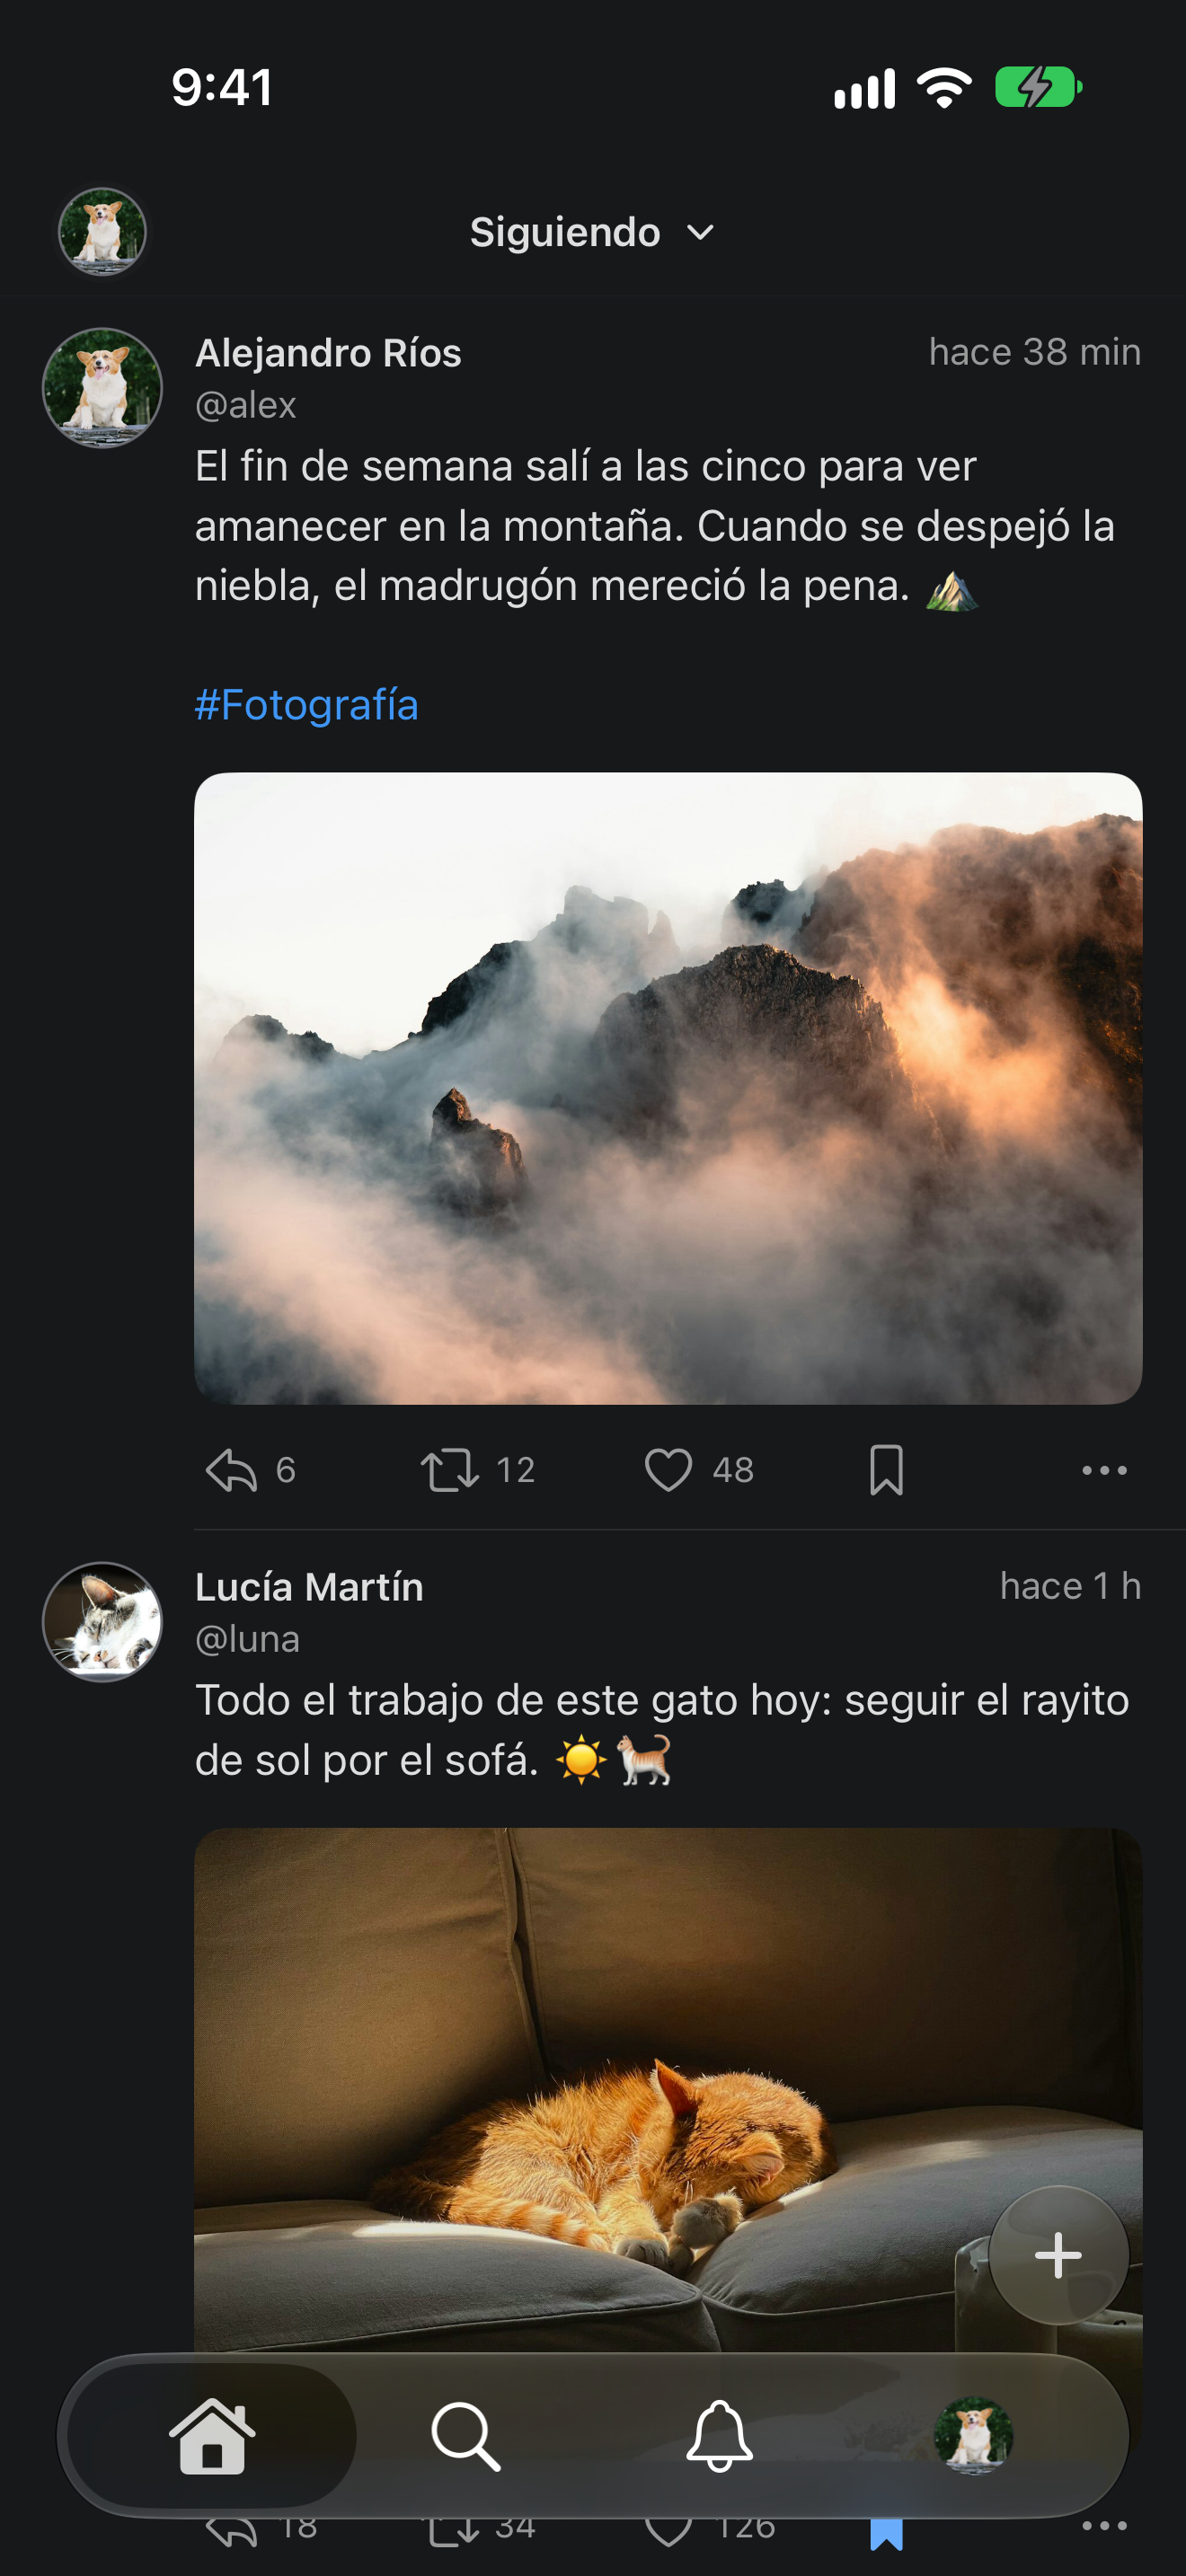 9:41
Siguiendo
Alejandro Ríos
hace 38 min
@alex
El fin de semana salí a las cinco para ver
amanecer en la montaña. Cuando se despejó la
niebla, el madrugón mereció la pena. ⛰️
#Fotografía
6 12 48
Lucía Martín
hace 1 h
@luna
Todo el trabajo de este gato hoy: seguir el rayito
de sol por el sofá. ☀️🐈
18 34 126